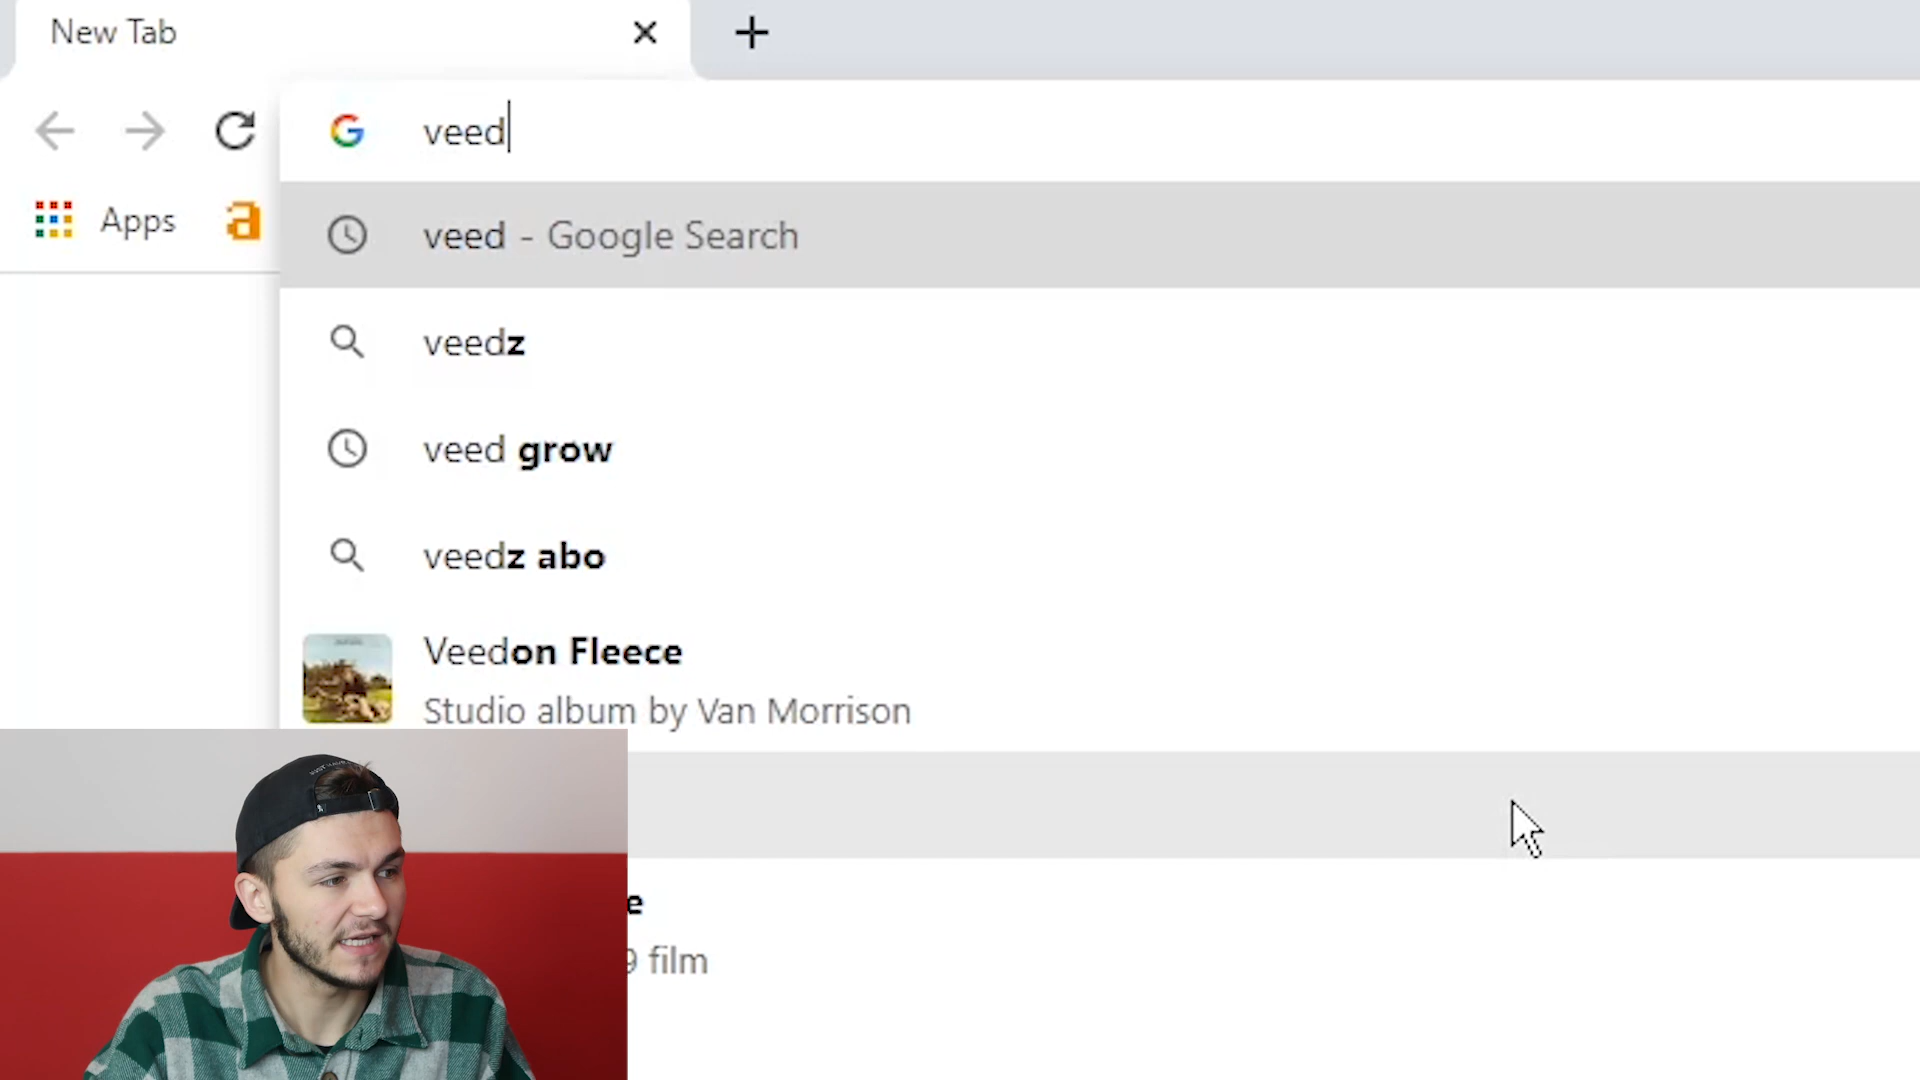 New Tab
veed
Apps
a
veed - Google Search
veedz
veed grow
veedz abo
Veedon Fleece
Studio album by Van Morrison
e
9 film